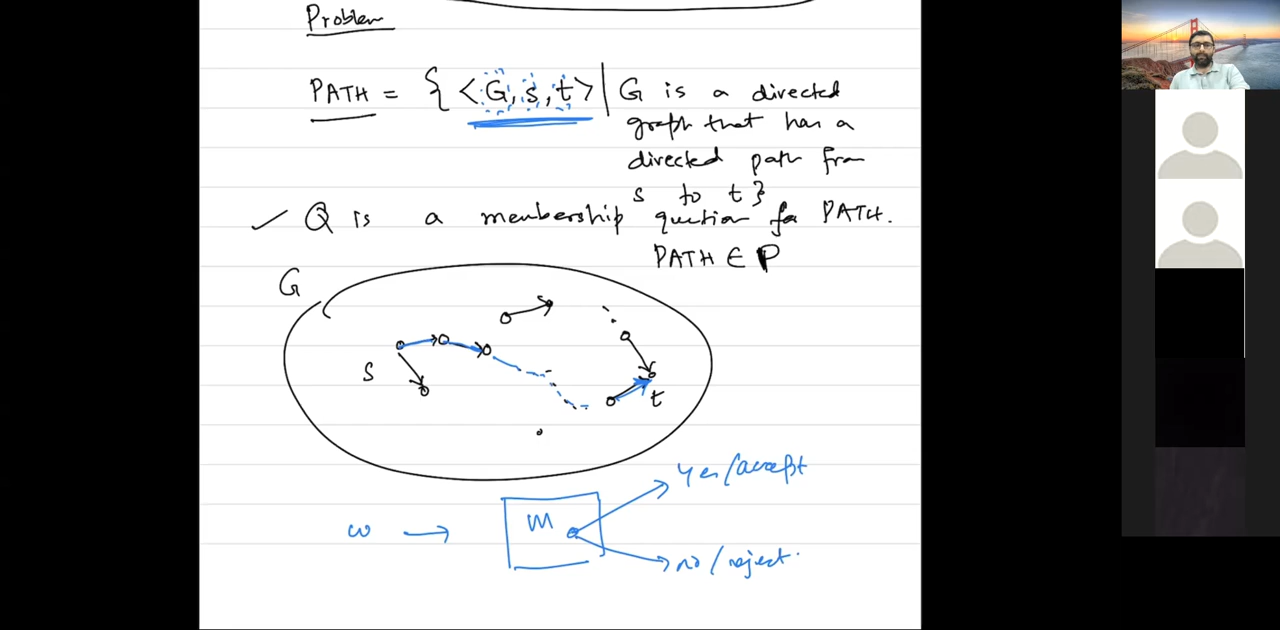 Problem
PATH = { <G, s, t> | G is a directed
graph that has a
directed path from
s to t}
Q is a membership question for PATH.
PATH ∈ P
G
S
t
yes/accept
w → M
no/reject.